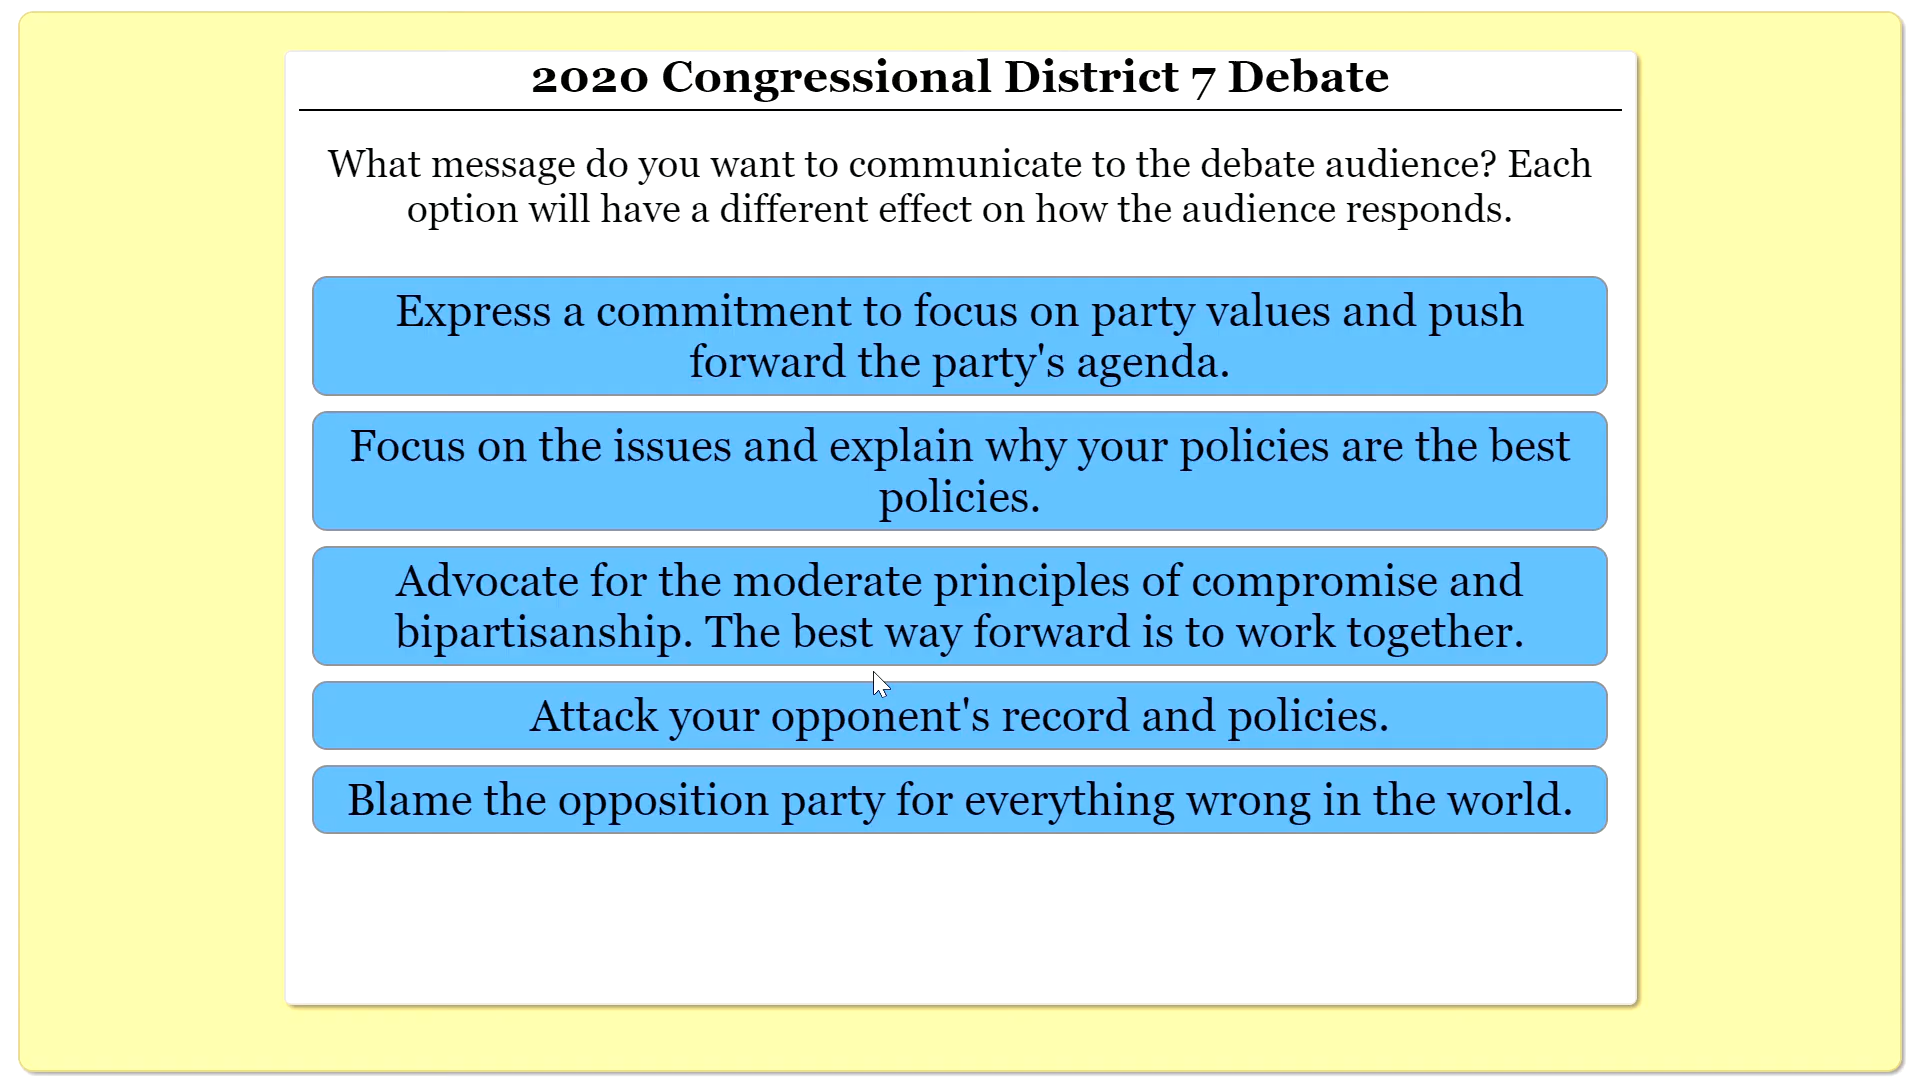 2020 Congressional District 7 Debate
What message do you want to communicate to the debate audience? Each
option will have a different effect on how the audience responds.
Express a commitment to focus on party values and push
forward the party's agenda.
Focus on the issues and explain why your policies are the best
policies.
Advocate for the moderate principles of compromise and
bipartisanship. The best way forward is to work together.
Attack your opponent's record and policies.
Blame the opposition party for everything wrong in the world.